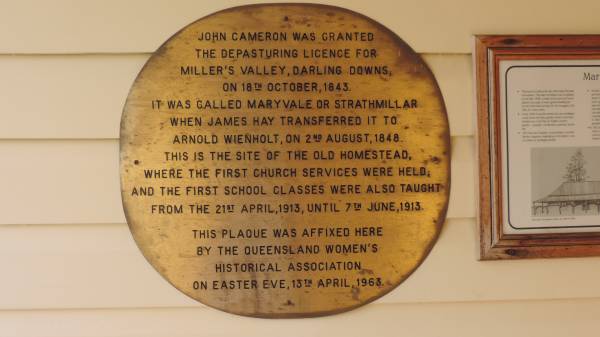 JOHN CAMERON WAS GRANTED
THE DEPASTURING LICENCE FOR
MILLER'S VALLEY, DARLING DOWNS,
ON 18TH OCTOBER, 1843.
IT WAS CALLED MARYVALE OR STRATHMILLAR
WHEN JAMES HAY TRANSFERRED IT TO
ARNOLD WIENHOLT, ON 2ND AUGUST, 1848.
THIS IS THE SITE OF THE OLD HOMESTEAD,
WHERE THE FIRST CHURCH SERVICES WERE HELD,
AND THE FIRST SCHOOL CLASSES WERE ALSO TAUGHT
FROM THE 21ST APRIL, 1913, UNTIL 7TH JUNE, 1913.
THIS PLAQUE WAS AFFIXED HERE
BY THE QUEENSLAND WOMEN'S
HISTORICAL ASSOCIATION
ON EASTER EVE, 13TH APRIL, 1963.
Mar